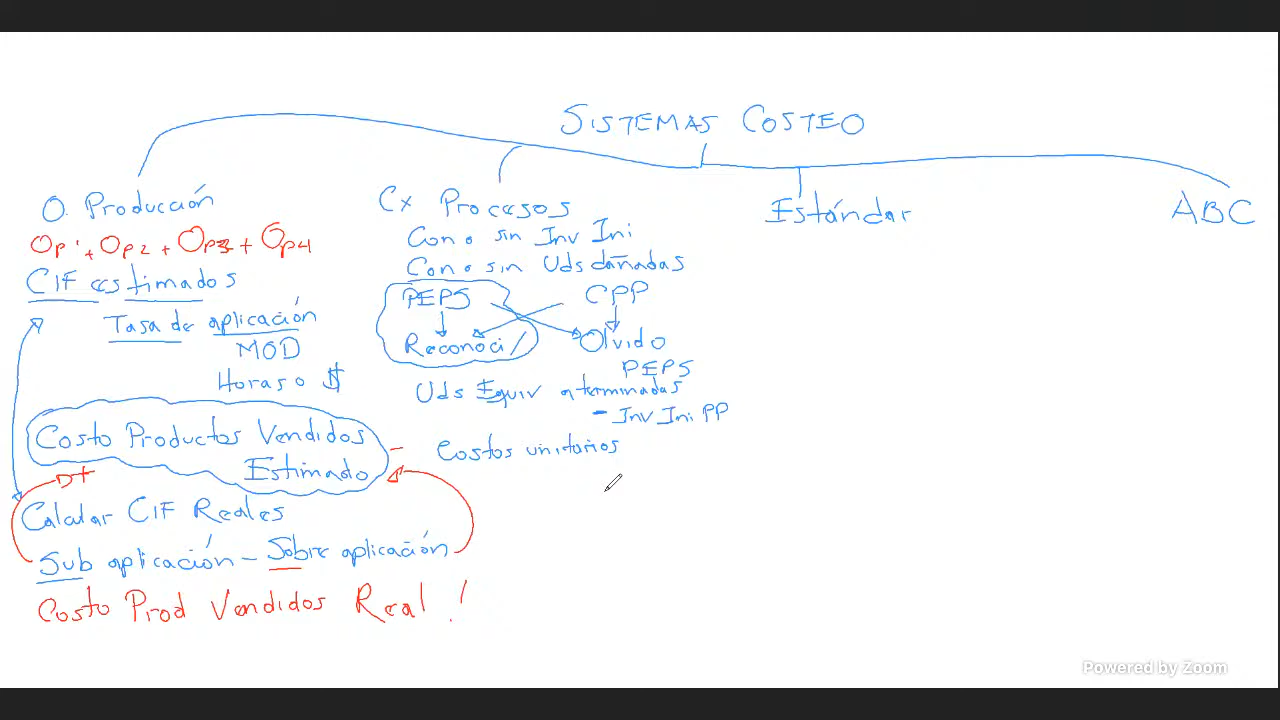 SISTEMAS COSTEO
O. Producción
Op1 + Op2 + Op3 + Op4
CIF estimados
Tasa de aplicación
MOD
Horas o $
Costo Productos Vendidos
Estimado
D+
Calcular CIF Reales
Sub aplicación - Sobre aplicación
Costo Prod Vendidos Real !
Cx Procesos
Con o sin Inv Ini
Con o sin Uds dañadas
PEPS CPP
Reconoci/ Olvido
PEPS
Uds Equiv a terminadas
- Inv Ini PP
Costos unitarios
Estándar
ABC
Powered by Zoom